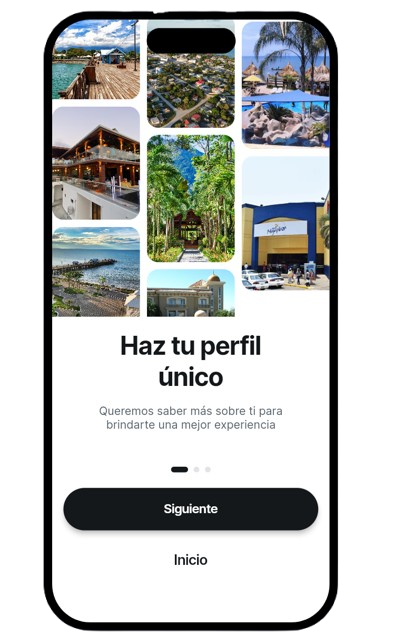 Haz tu perfil
único
Queremos saber más sobre ti para
brindarte una mejor experiencia
Siguiente
Inicio